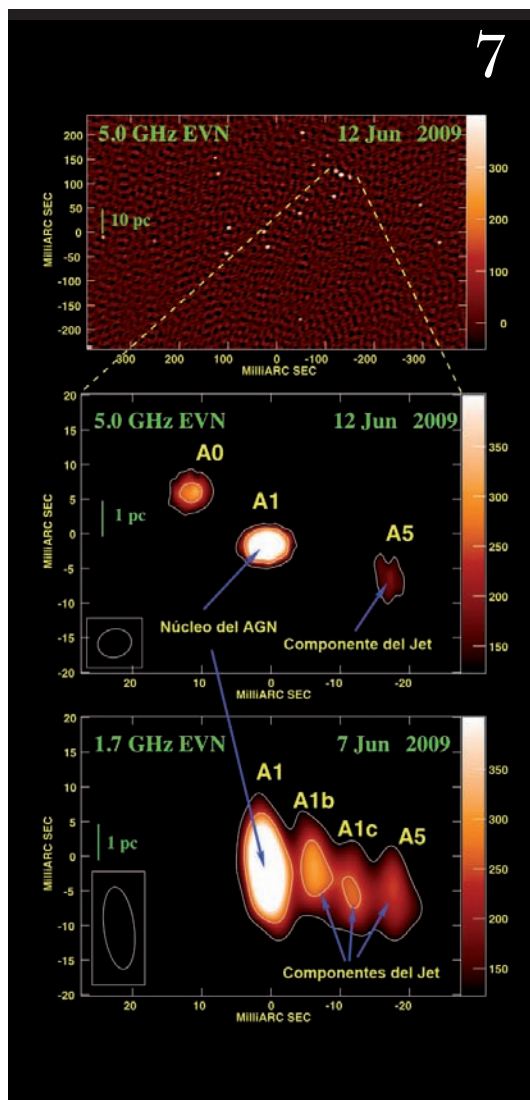 7
5.0 GHz EVN 12 Jun 2009
200
150
100
50
0
-50
-100
-150
-200
MilliARC SEC
10 pc
300 200 100 0 -100 -200 -300
MilliARC SEC
300
200
100
0
5.0 GHz EVN 12 Jun 2009
20
15
10
5
0
-5
-10
-15
-20
MilliARC SEC
A0
A1
A5
1 pc
Núcleo del AGN
Componente del Jet
20 10 0 -10 -20
MilliARC SEC
350
300
250
200
150
1.7 GHz EVN 7 Jun 2009
20
15
10
5
0
-5
-10
-15
-20
MilliARC SEC
A1
A1b
A1c
A5
1 pc
Componentes del Jet
20 10 0 -10 -20
MilliARC SEC
350
300
250
200
150